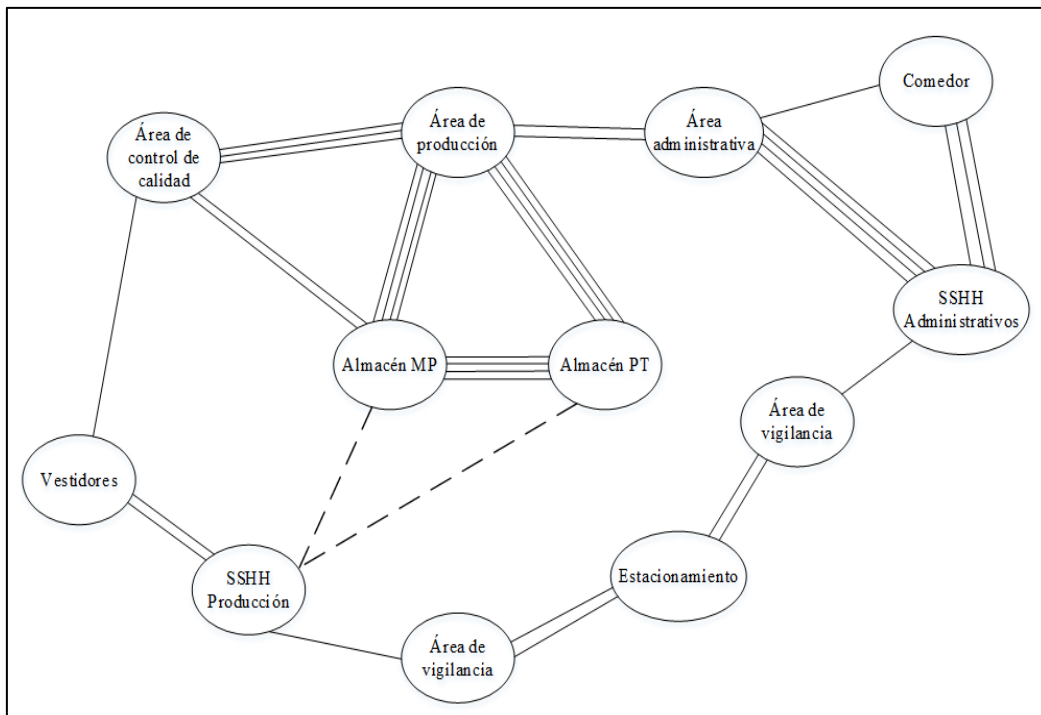 Comedor
Área de
control de
calidad
Área de
producción
Área
administrativa
SSHH
Administrativos
Almacén MP
Almacén PT
Área de
vigilancia
Vestidores
SSHH
Producción
Estacionamiento
Área de
vigilancia